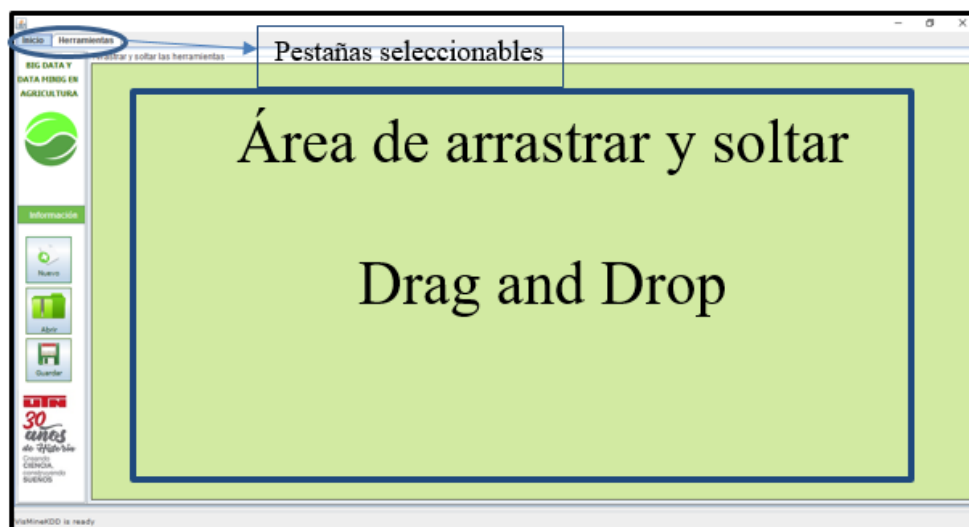 Inicio Herramientas
Pestañas seleccionables
arrastrar y soltar las herramientas
BIG DATA Y
DATA MINIG EN
AGRICULTURA
Área de arrastrar y soltar
Drag and Drop
Información
Nuevo
Abrir
Guardar
UTN
30
años
de Historia
Creando
CIENCIA,
construyendo
SUEÑOS
VisMineKDD is ready